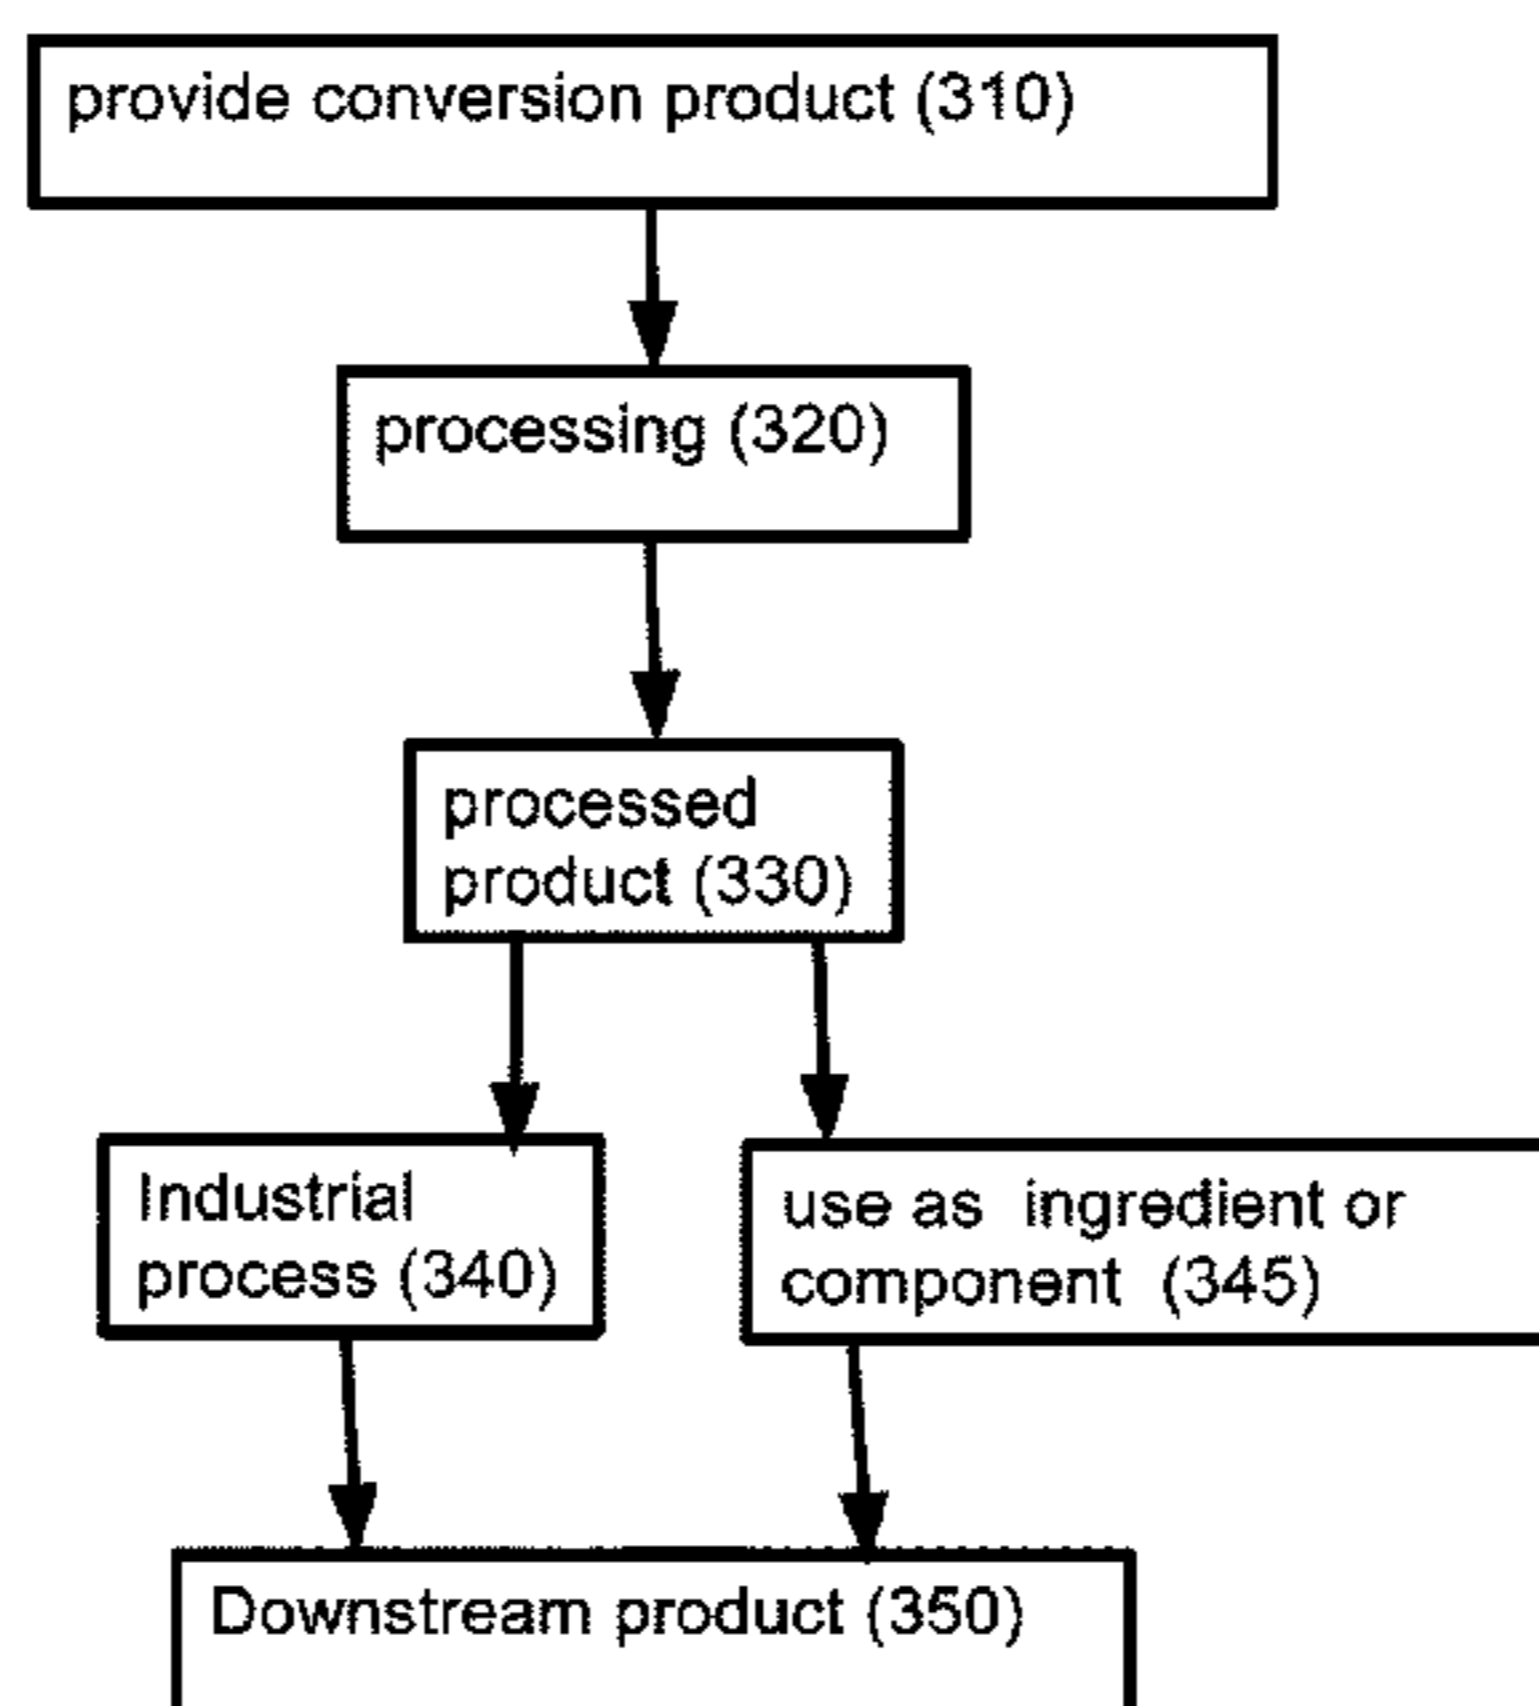 provide conversion product (310)
processing (320)
processed
product (330)
Industrial
process (340)
use as ingredient or
component (345)
Downstream product (350)